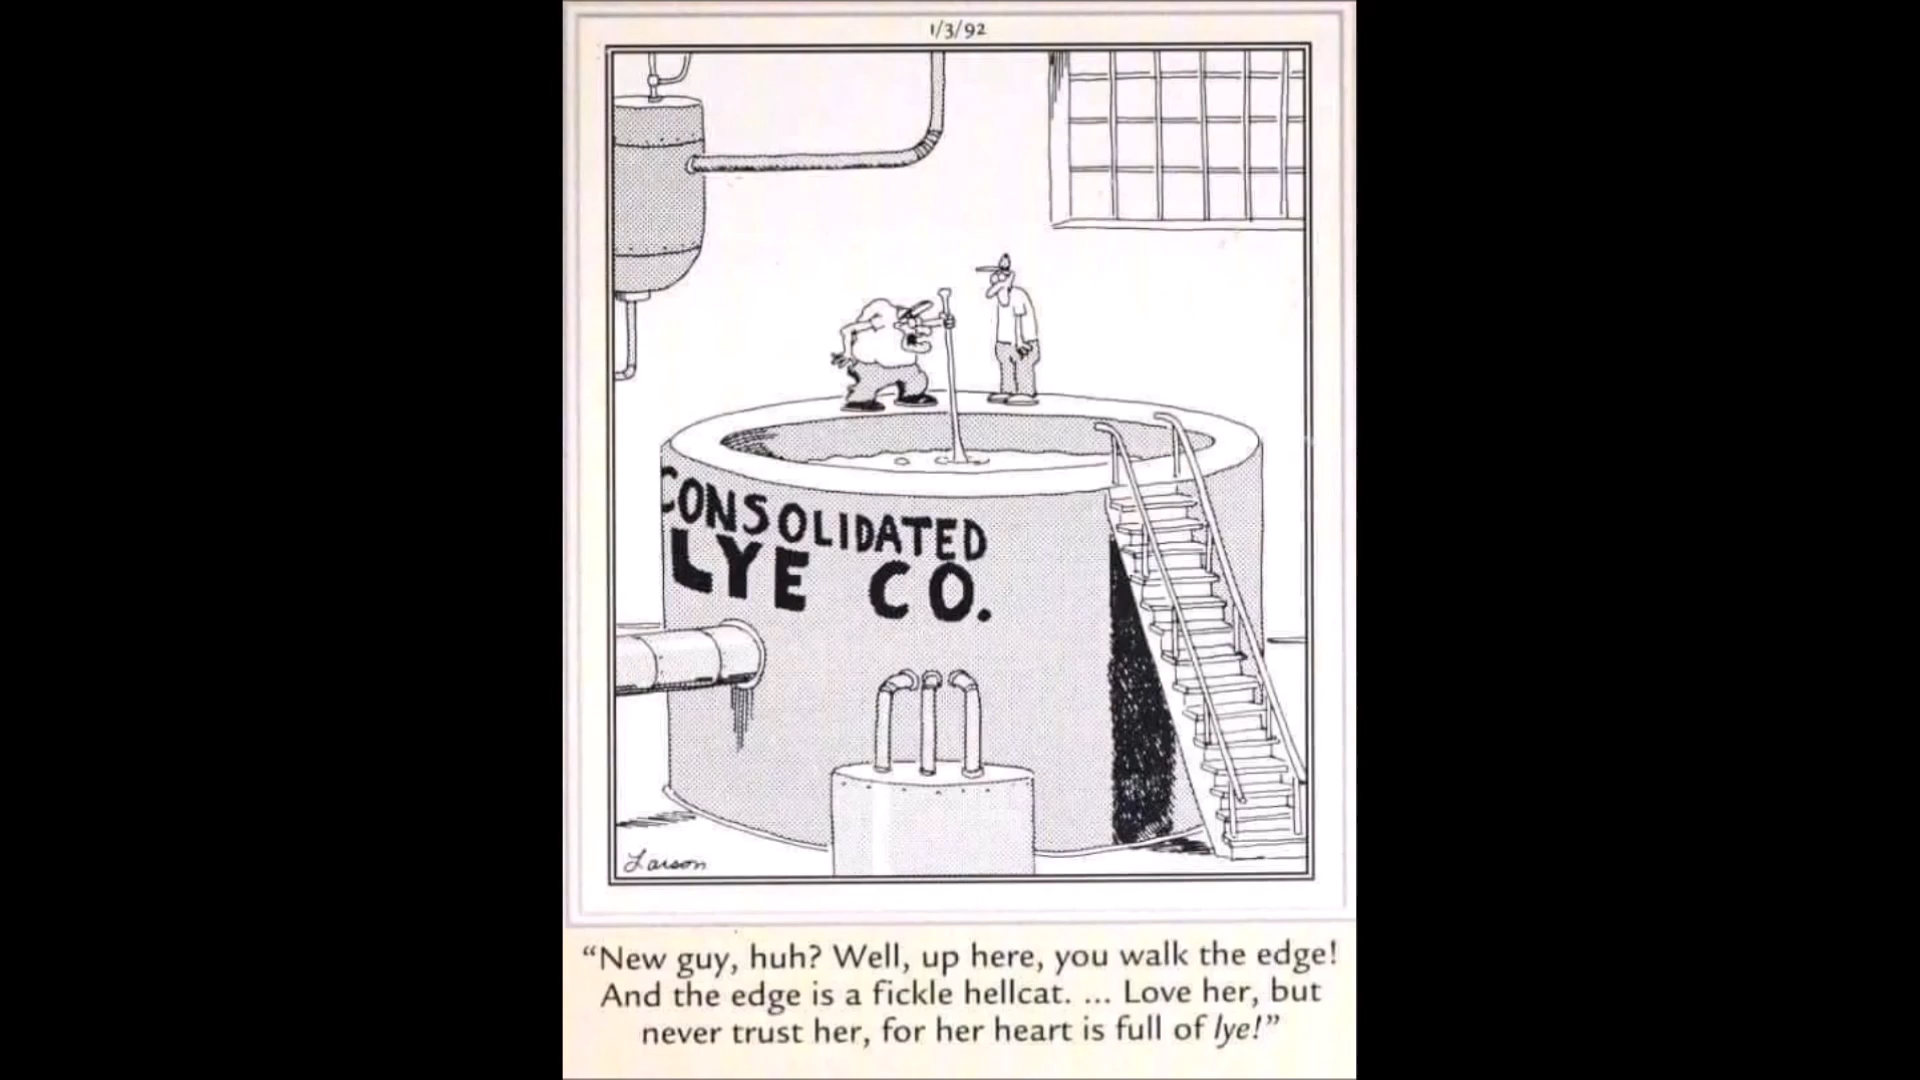 1/3/92
CONSOLIDATED
LYE CO.
Larson
“New guy, huh? Well, up here, you walk the edge!
And the edge is a fickle hellcat. ... Love her, but
never trust her, for her heart is full of lye!”